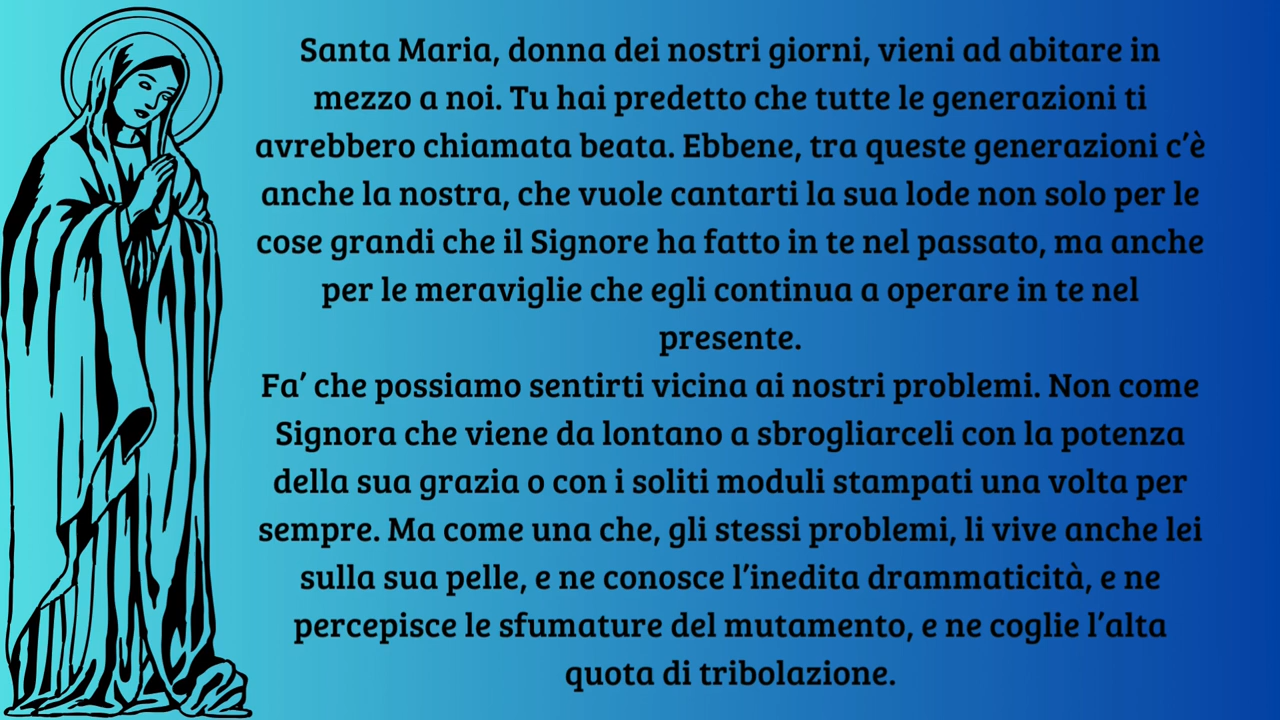 Santa Maria, donna dei nostri giorni, vieni ad abitare in
mezzo a noi. Tu hai predetto che tutte le generazioni ti
avrebbero chiamata beata. Ebbene, tra queste generazioni c’è
anche la nostra, che vuole cantarti la sua lode non solo per le
cose grandi che il Signore ha fatto in te nel passato, ma anche
per le meraviglie che egli continua a operare in te nel
presente.
Fa’ che possiamo sentirti vicina ai nostri problemi. Non come
Signora che viene da lontano a sbrogliarceli con la potenza
della sua grazia o con i soliti moduli stampati una volta per
sempre. Ma come una che, gli stessi problemi, li vive anche lei
sulla sua pelle, e ne conosce l’inedita drammaticità, e ne
percepisce le sfumature del mutamento, e ne coglie l’alta
quota di tribolazione.